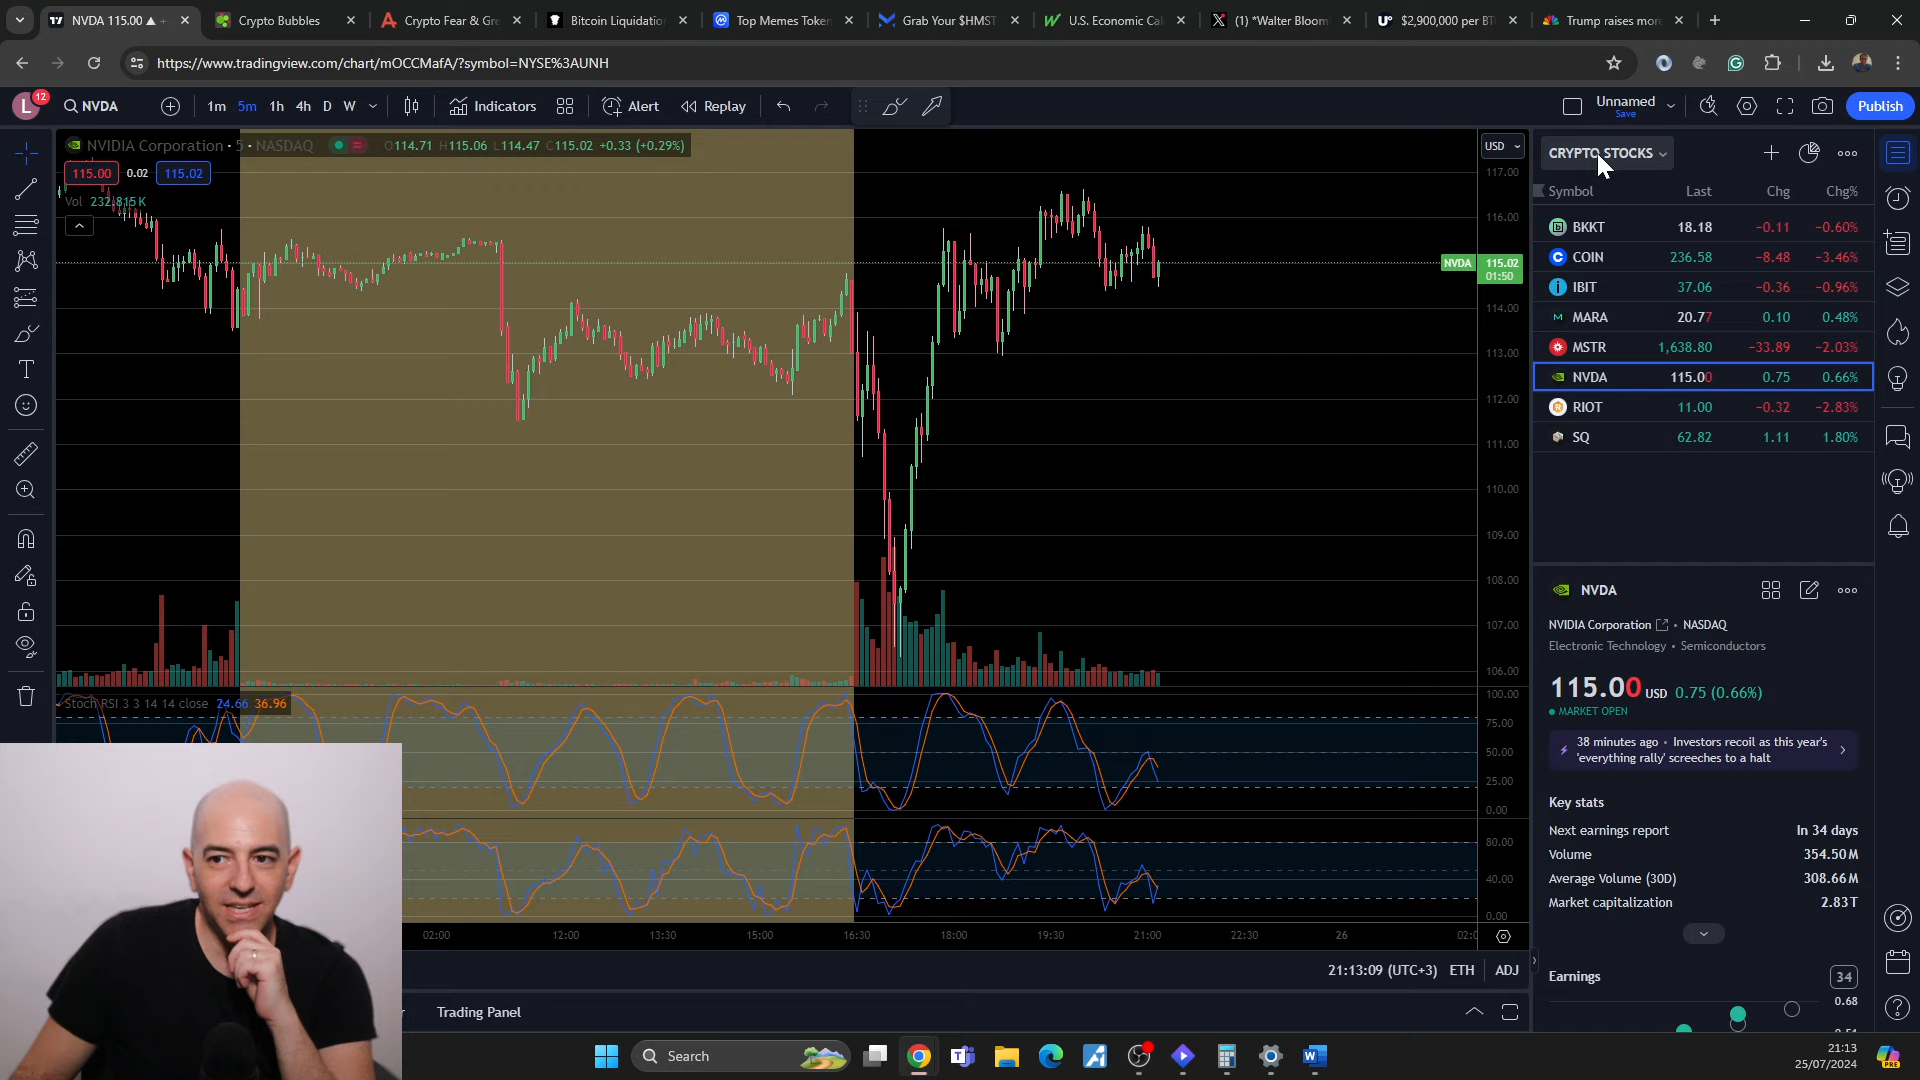 NVDA 115.00 ▲ +
Crypto Bubbles
Crypto Fear & Gre
Bitcoin Liquidation
Top Memes Token
Grab Your $HMST
U.S. Economic Cal
(1) *Walter Bloom
$2,900,000 per BT
Trump raises more
https://www.tradingview.com/chart/mOCCMafA/?symbol=NYSE%3AUNH
L 12
NVDA
1m 5m 1h 4h D W
Indicators
Alert
Replay
Unnamed
Save
Publish
NVIDIA Corporation · 5 · NASDAQ O114.71 H115.06 L114.47 C115.02 +0.33 (+0.29%)
115.00 0.02 115.02
Vol 232.815K
USD
117.00
116.00
NVDA 115.02
01:50
114.00
113.00
112.00
111.00
110.00
109.00
108.00
107.00
106.00
Stoch RSI 3 3 14 14 close 24.66 36.96
100.00
75.00
50.00
25.00
0.00
80.00
40.00
0.00
02:00 12:00 13:30 15:00 16:30 18:00 19:30 21:00 22:30 26 02:0
21:13:09 (UTC+3) ETH ADJ
Trading Panel
CRYPTO STOCKS
Symbol Last Chg Chg%
BKKT 18.18 −0.11 −0.60%
COIN 236.58 −8.48 −3.46%
IBIT 37.06 −0.36 −0.96%
MARA 20.77 0.10 0.48%
MSTR 1,638.80 −33.89 −2.03%
NVDA 115.00 0.75 0.66%
RIOT 11.00 −0.32 −2.83%
SQ 62.82 1.11 1.80%
NVDA
NVIDIA Corporation • NASDAQ
Electronic Technology • Semiconductors
115.00 USD 0.75 (0.66%)
MARKET OPEN
38 minutes ago • Investors recoil as this year's
'everything rally' screeches to a halt
Key stats
Next earnings report In 34 days
Volume 354.50M
Average Volume (30D) 308.66M
Market capitalization 2.83T
Earnings 34
0.68
Search
21:13
25/07/2024
PRE